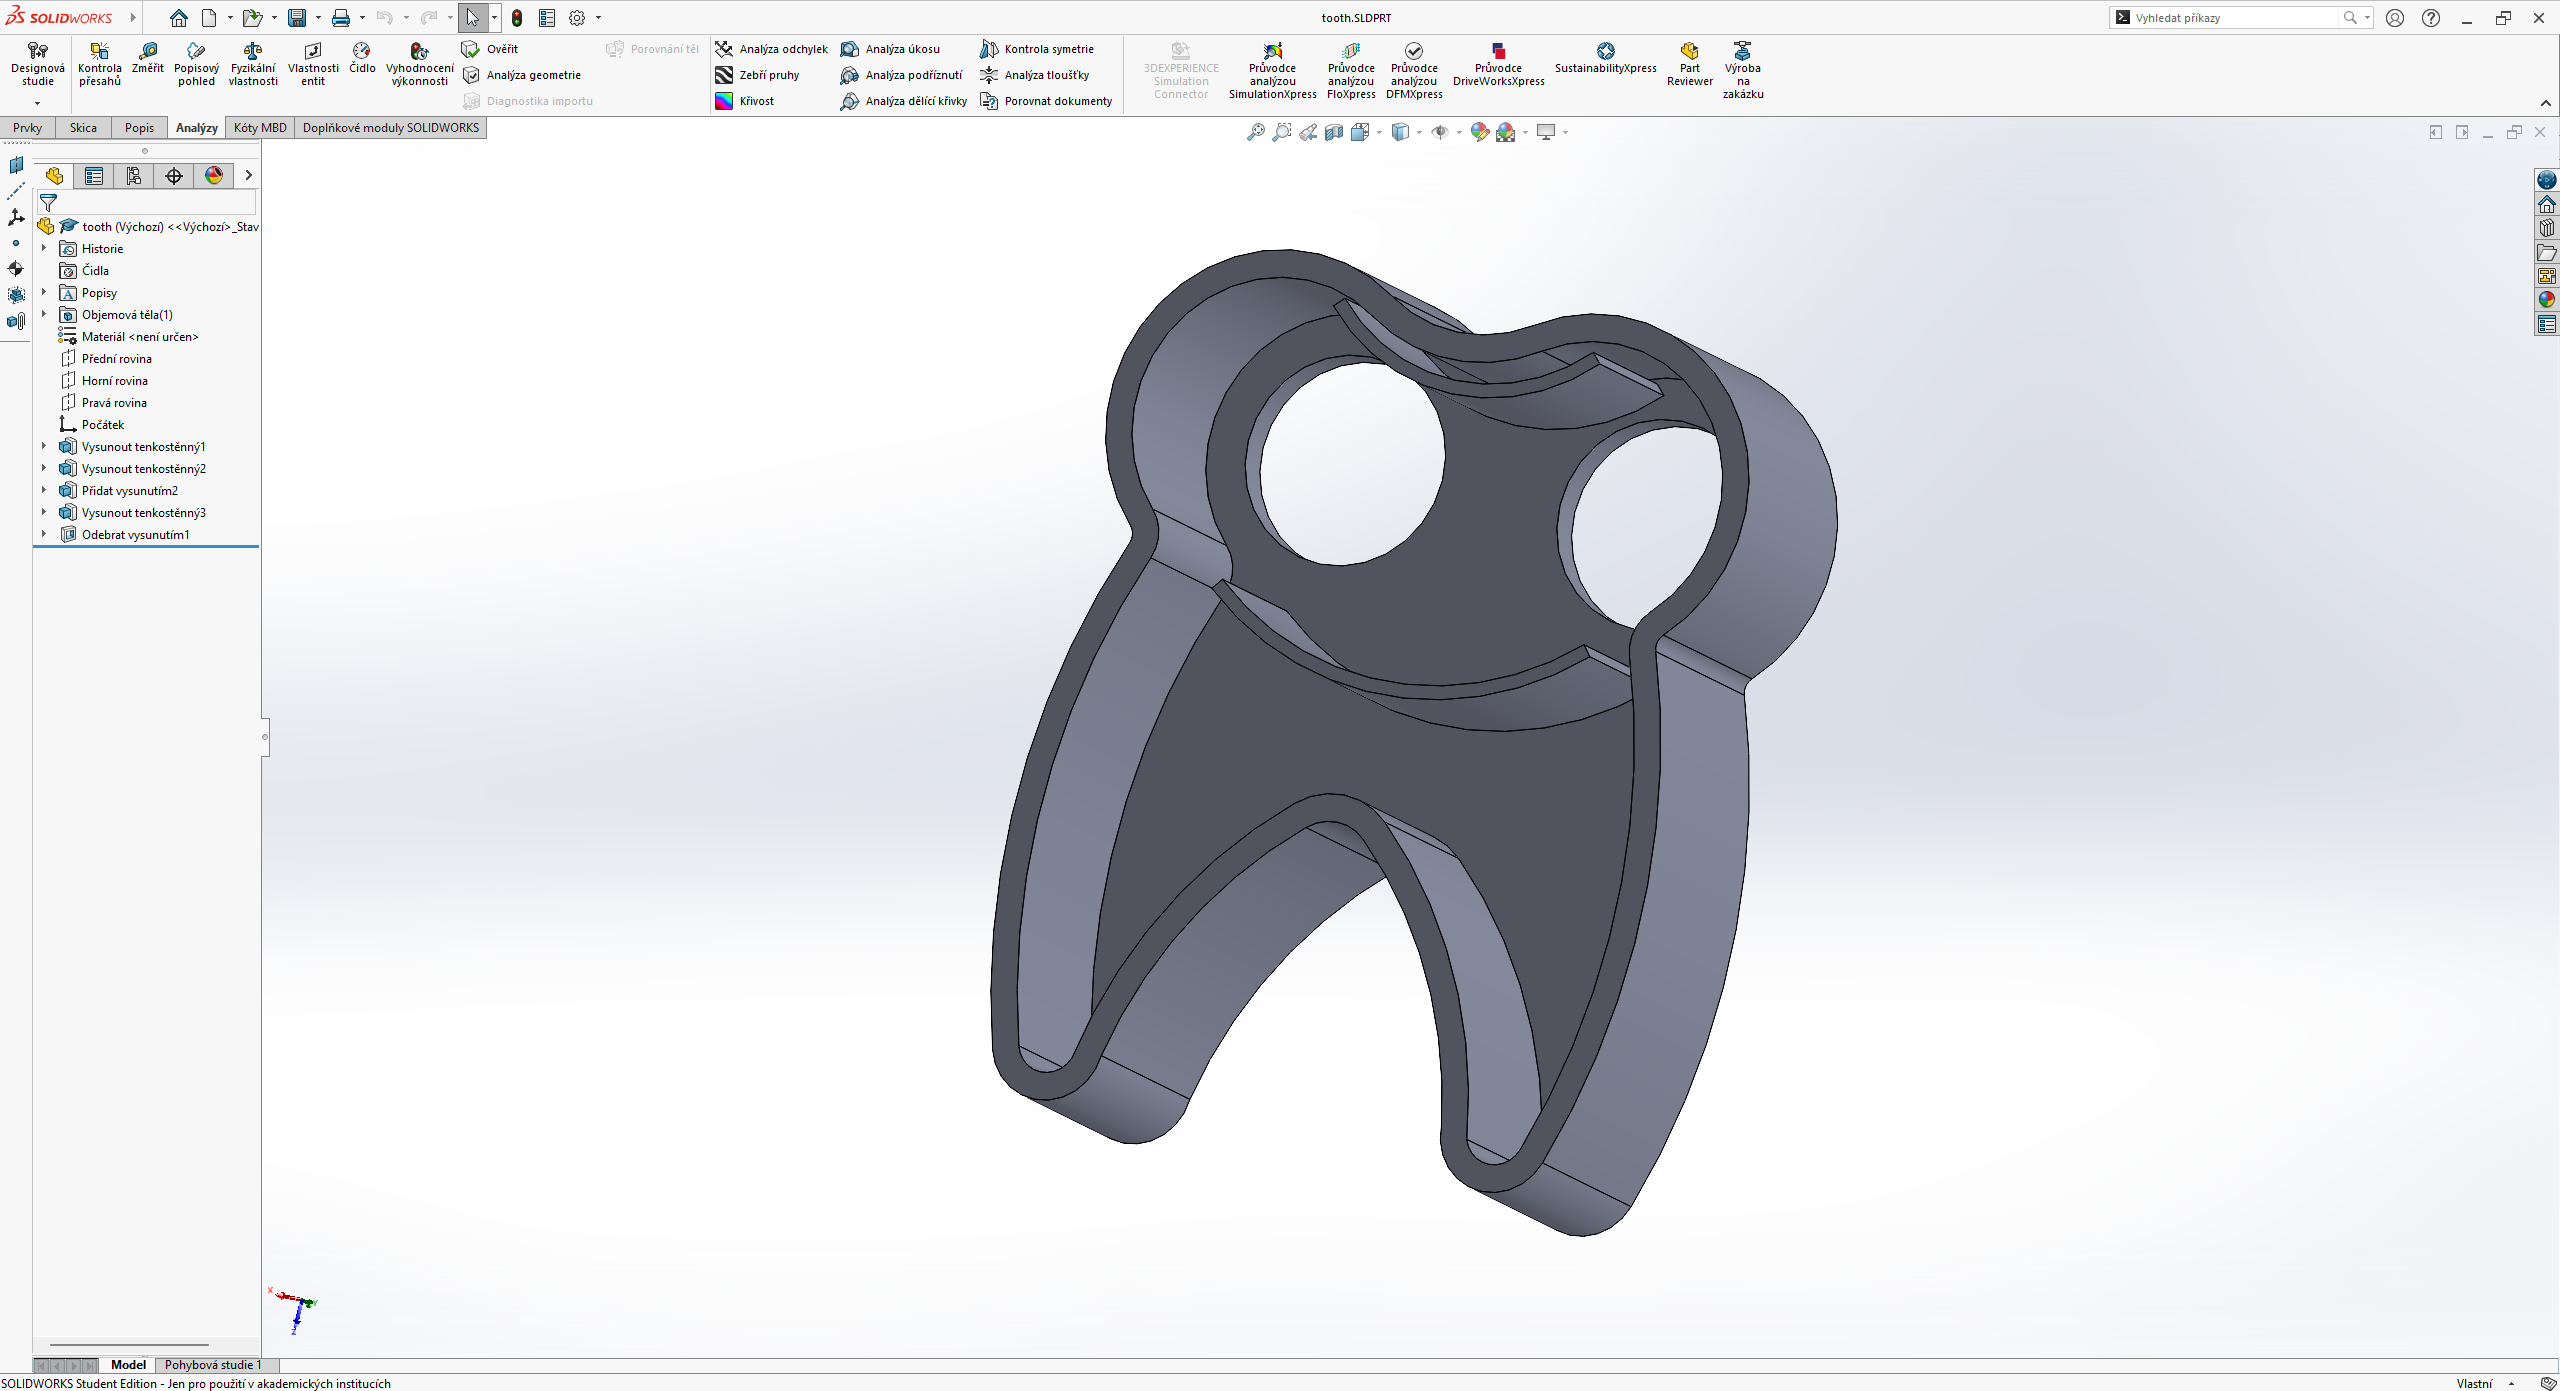 SOLIDWORKS
tooth.SLDPRT
Vyhledat příkazy
Designová studie
Kontrola přesahů
Změřit
Popisový pohled
Fyzikální vlastnosti
Vlastnosti entit
Čidlo
Vyhodnocení výkonnosti
Ověřit
Analýza geometrie
Diagnostika importu
Porovnání těl
Analýza odchylek
Zebří pruhy
Křivost
Analýza úkosu
Analýza podříznutí
Analýza dělící křivky
Kontrola symetrie
Analýza tloušťky
Porovnat dokumenty
3DEXPERIENCE Simulation Connector
Průvodce analýzou SimulationXpress
Průvodce analýzou FloXpress
Průvodce analýzou DFMXpress
Průvodce DriveWorksXpress
SustainabilityXpress
Part Reviewer
Výroba na zakázku
Prvky
Skica
Popis
Analýzy
Kóty MBD
Doplňkové moduly SOLIDWORKS
tooth (Výchozí) <<Výchozí>_Stav
Historie
Čidla
Popisy
Objemová těla(1)
Materiál <není určen>
Přední rovina
Horní rovina
Pravá rovina
Počátek
Vysunout tenkostěnný1
Vysunout tenkostěnný2
Přidat vysunutím2
Vysunout tenkostěnný3
Odebrat vysunutím1
X
Y
Z
Model
Pohybová studie 1
SOLIDWORKS Student Edition - Jen pro použití v akademických institucích
Vlastní